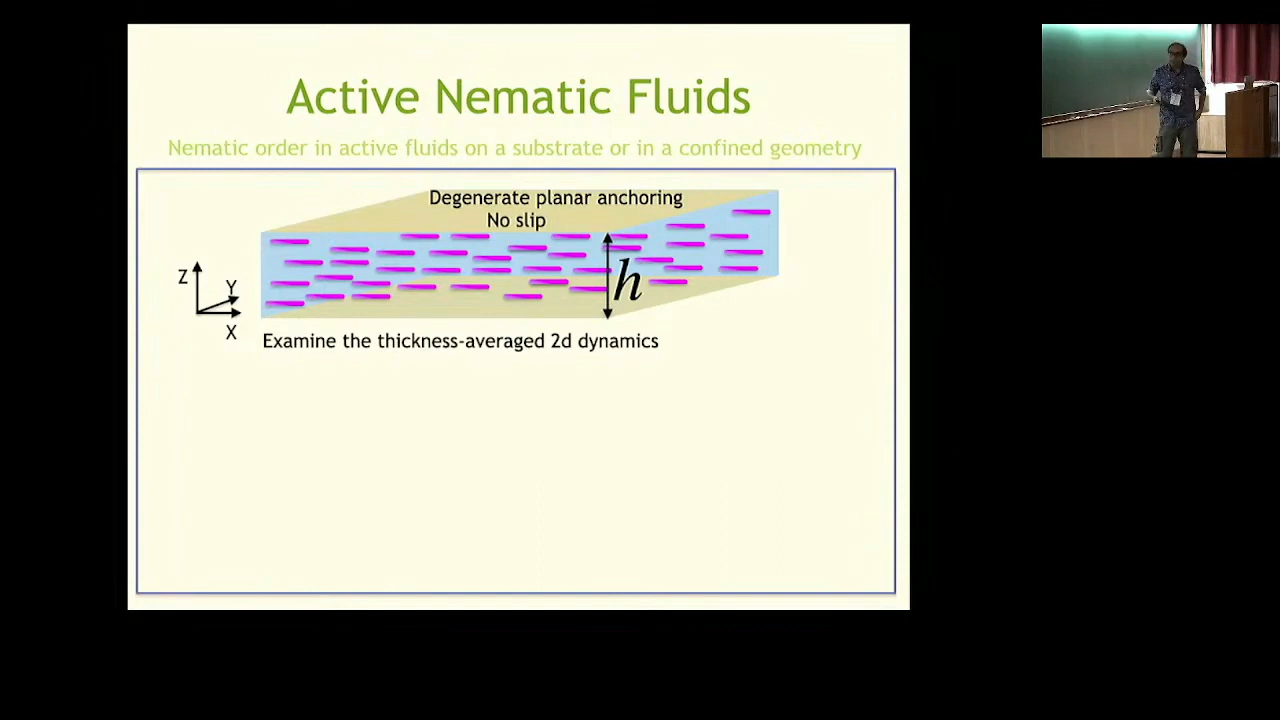 Active Nematic Fluids
Nematic order in active fluids on a substrate or in a confined geometry
Degenerate planar anchoring
No slip
h
Z
Y
X
Examine the thickness-averaged 2d dynamics